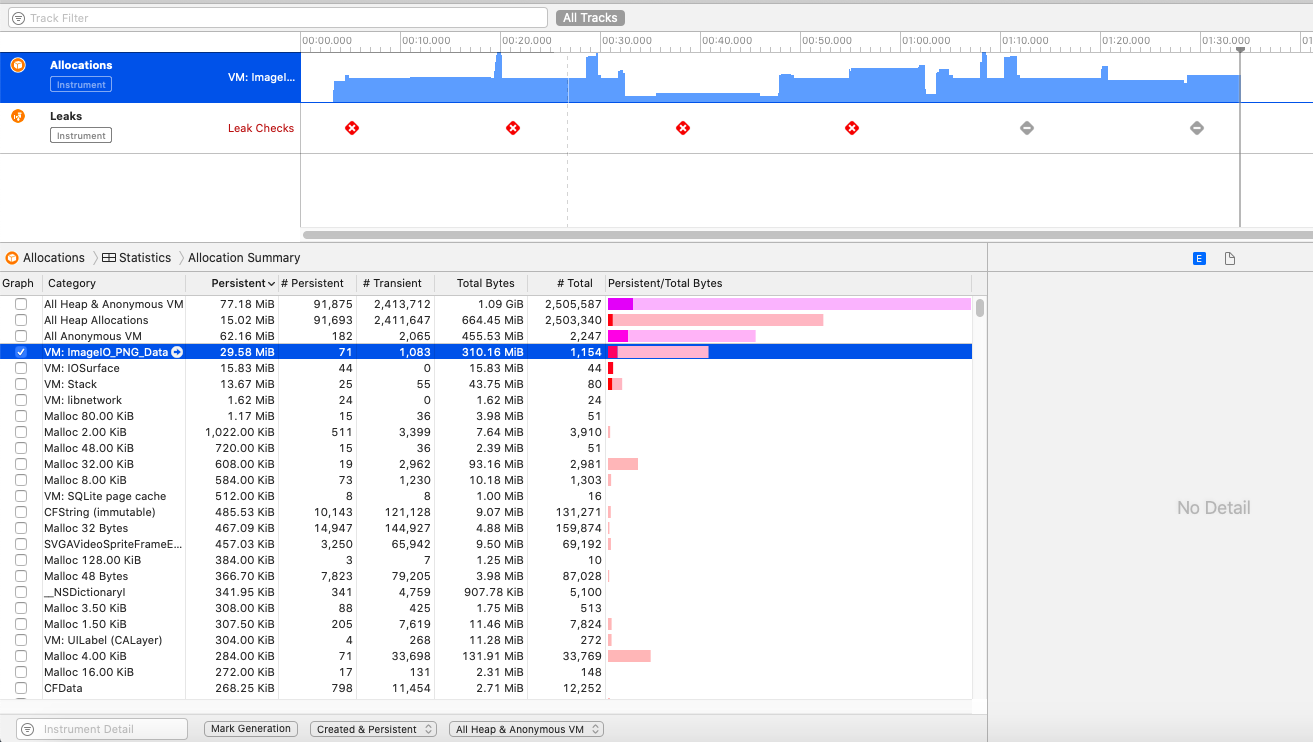 Track Filter All Tracks
00:00.000 00:10.000 00:20.000 00:30.000 00:40.000 00:50.000 01:00.000 01:10.000 01:20.000 01:30.000 01
Allocations
Instrument VM: ImageI...
Leaks
Instrument Leak Checks
Allocations Statistics Allocation Summary E
Graph Category Persistent # Persistent # Transient Total Bytes # Total Persistent/Total Bytes
All Heap & Anonymous VM 77.18 MiB 91,875 2,413,712 1.09 GiB 2,505,587
All Heap Allocations 15.02 MiB 91,693 2,411,647 664.45 MiB 2,503,340
All Anonymous VM 62.16 MiB 182 2,065 455.53 MiB 2,247
VM: ImageIO_PNG_Data 29.58 MiB 71 1,083 310.16 MiB 1,154
VM: IOSurface 15.83 MiB 44 0 15.83 MiB 44
VM: Stack 13.67 MiB 25 55 43.75 MiB 80
VM: libnetwork 1.62 MiB 24 0 1.62 MiB 24
Malloc 80.00 KiB 1.17 MiB 15 36 3.98 MiB 51
Malloc 2.00 KiB 1,022.00 KiB 511 3,399 7.64 MiB 3,910
Malloc 48.00 KiB 720.00 KiB 15 36 2.39 MiB 51
Malloc 32.00 KiB 608.00 KiB 19 2,962 93.16 MiB 2,981
Malloc 8.00 KiB 584.00 KiB 73 1,230 10.18 MiB 1,303
VM: SQLite page cache 512.00 KiB 8 8 1.00 MiB 16
CFString (immutable) 485.53 KiB 10,143 121,128 9.07 MiB 131,271
Malloc 32 Bytes 467.09 KiB 14,947 144,927 4.88 MiB 159,874
SVGAVideoSpriteFrameE... 457.03 KiB 3,250 65,942 9.50 MiB 69,192
Malloc 128.00 KiB 384.00 KiB 3 7 1.25 MiB 10
Malloc 48 Bytes 366.70 KiB 7,823 79,205 3.98 MiB 87,028
__NSDictionaryI 341.95 KiB 341 4,759 907.78 KiB 5,100
Malloc 3.50 KiB 308.00 KiB 88 425 1.75 MiB 513
Malloc 1.50 KiB 307.50 KiB 205 7,619 11.46 MiB 7,824
VM: UILabel (CALayer) 304.00 KiB 4 268 11.28 MiB 272
Malloc 4.00 KiB 284.00 KiB 71 33,698 131.91 MiB 33,769
Malloc 16.00 KiB 272.00 KiB 17 131 2.31 MiB 148
CFData 268.25 KiB 798 11,454 2.71 MiB 12,252
No Detail
Instrument Detail Mark Generation Created & Persistent All Heap & Anonymous VM